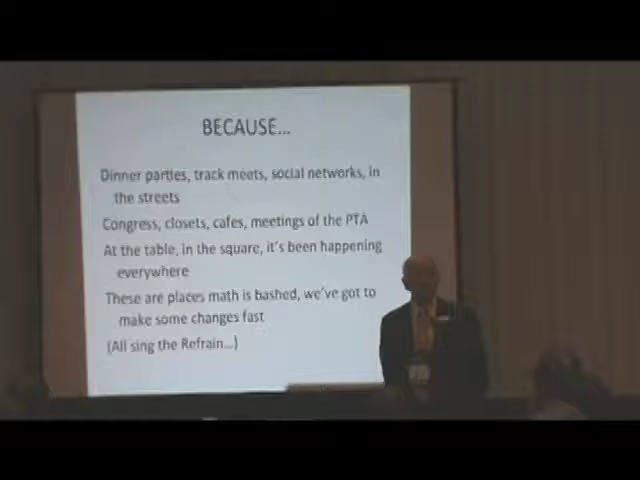 BECAUSE...
Dinner parties, track meets, social networks, in
the streets
Congress, closets, cafes, meetings of the PTA
At the table, in the square, it's been happening
everywhere
These are places math is bashed, we've got to
make some changes fast
(All sing the Refrain...)